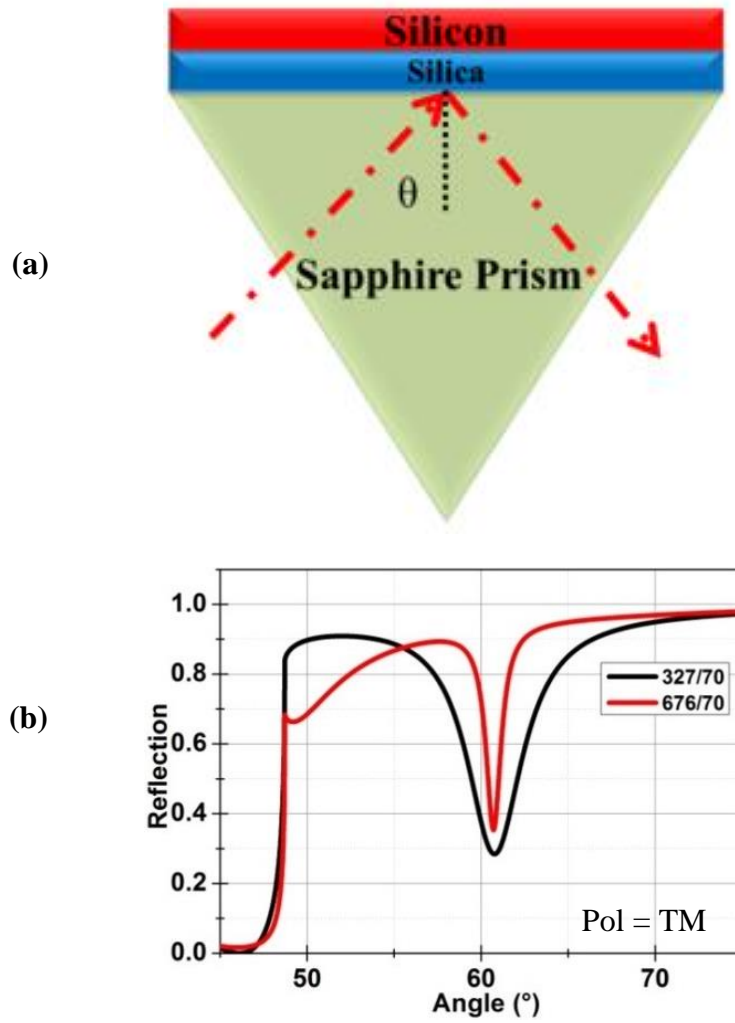 Silicon
Silica
θ
(a)
Sapphire Prism
(b)
1.0
0.8
0.6
0.4
0.2
0.0
Reflection
327/70
676/70
Pol = TM
50 60 70
Angle (°)